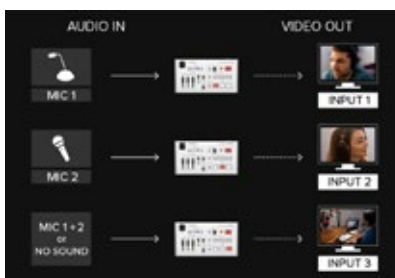 AUDIO IN
VIDEO OUT
MIC 1
INPUT 1
MIC 2
INPUT 2
MIC 1+2
or
NO SOUND
INPUT 3